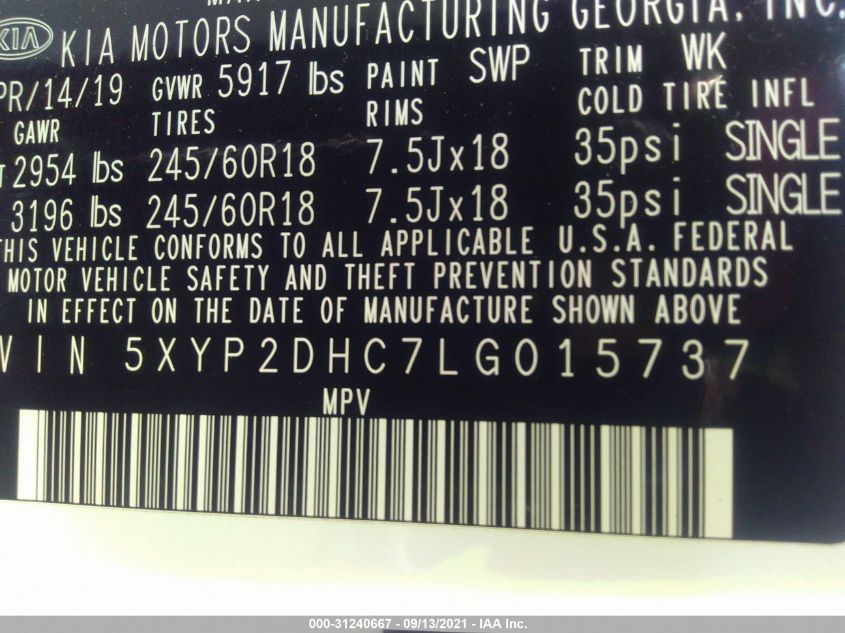 KIA KIA MOTORS MANUFACTURING GEORGIA, INC.
PR/14/19 GVWR 5917 lbs PAINT SWP TRIM WK
GAWR TIRES RIMS COLD TIRE INFL
T 2954 lbs 245/60R18 7.5Jx18 35psi SINGLE
3196 lbs 245/60R18 7.5Jx18 35psi SINGLE
THIS VEHICLE CONFORMS TO ALL APPLICABLE U.S.A. FEDERAL
MOTOR VEHICLE SAFETY AND THEFT PREVENTION STANDARDS
IN EFFECT ON THE DATE OF MANUFACTURE SHOWN ABOVE
VIN 5XYP2DHC7LG015737
MPV
000-31240667 - 09/13/2021 - IAA Inc.